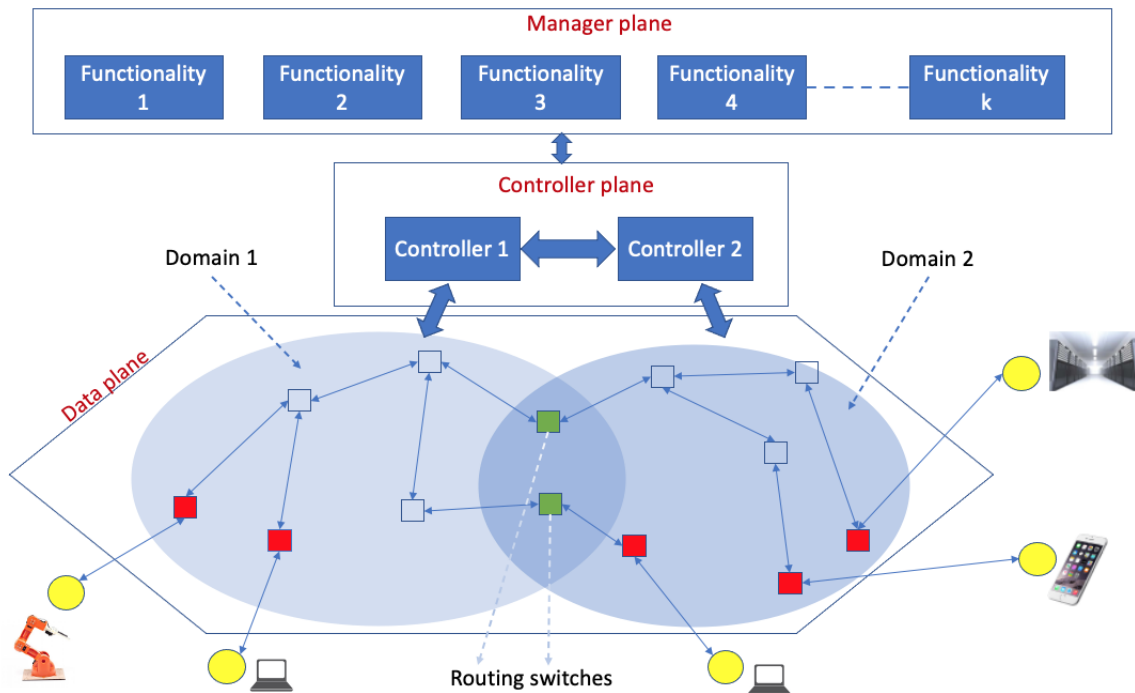 Manager plane
Functionality
1
Functionality
2
Functionality
3
Functionality
4
Functionality
k
Controller plane
Controller 1
Controller 2
Domain 1
Domain 2
Data plane
Routing switches